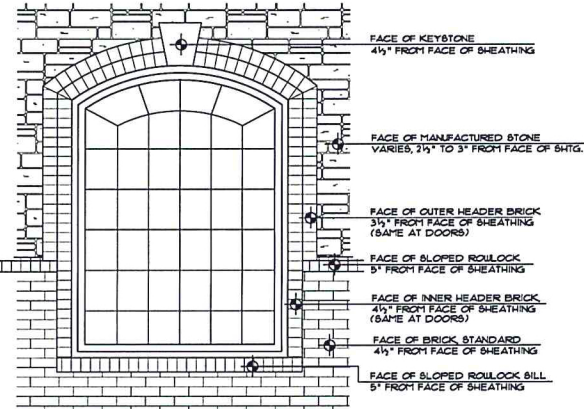 FACE OF KEYSTONE
4½" FROM FACE OF SHEATHING
FACE OF MANUFACTURED STONE
VARIES, 2½" TO 3" FROM FACE OF SHTG.
FACE OF OUTER HEADER BRICK
3½" FROM FACE OF SHEATHING
(SAME AT DOORS)
FACE OF SLOPED ROWLOCK
5" FROM FACE OF SHEATHING
FACE OF INNER HEADER BRICK,
4½" FROM FACE OF SHEATHING
(SAME AT DOORS)
FACE OF BRICK, STANDARD
4½" FROM FACE OF SHEATHING
FACE OF SLOPED ROWLOCK SILL
5" FROM FACE OF SHEATHING